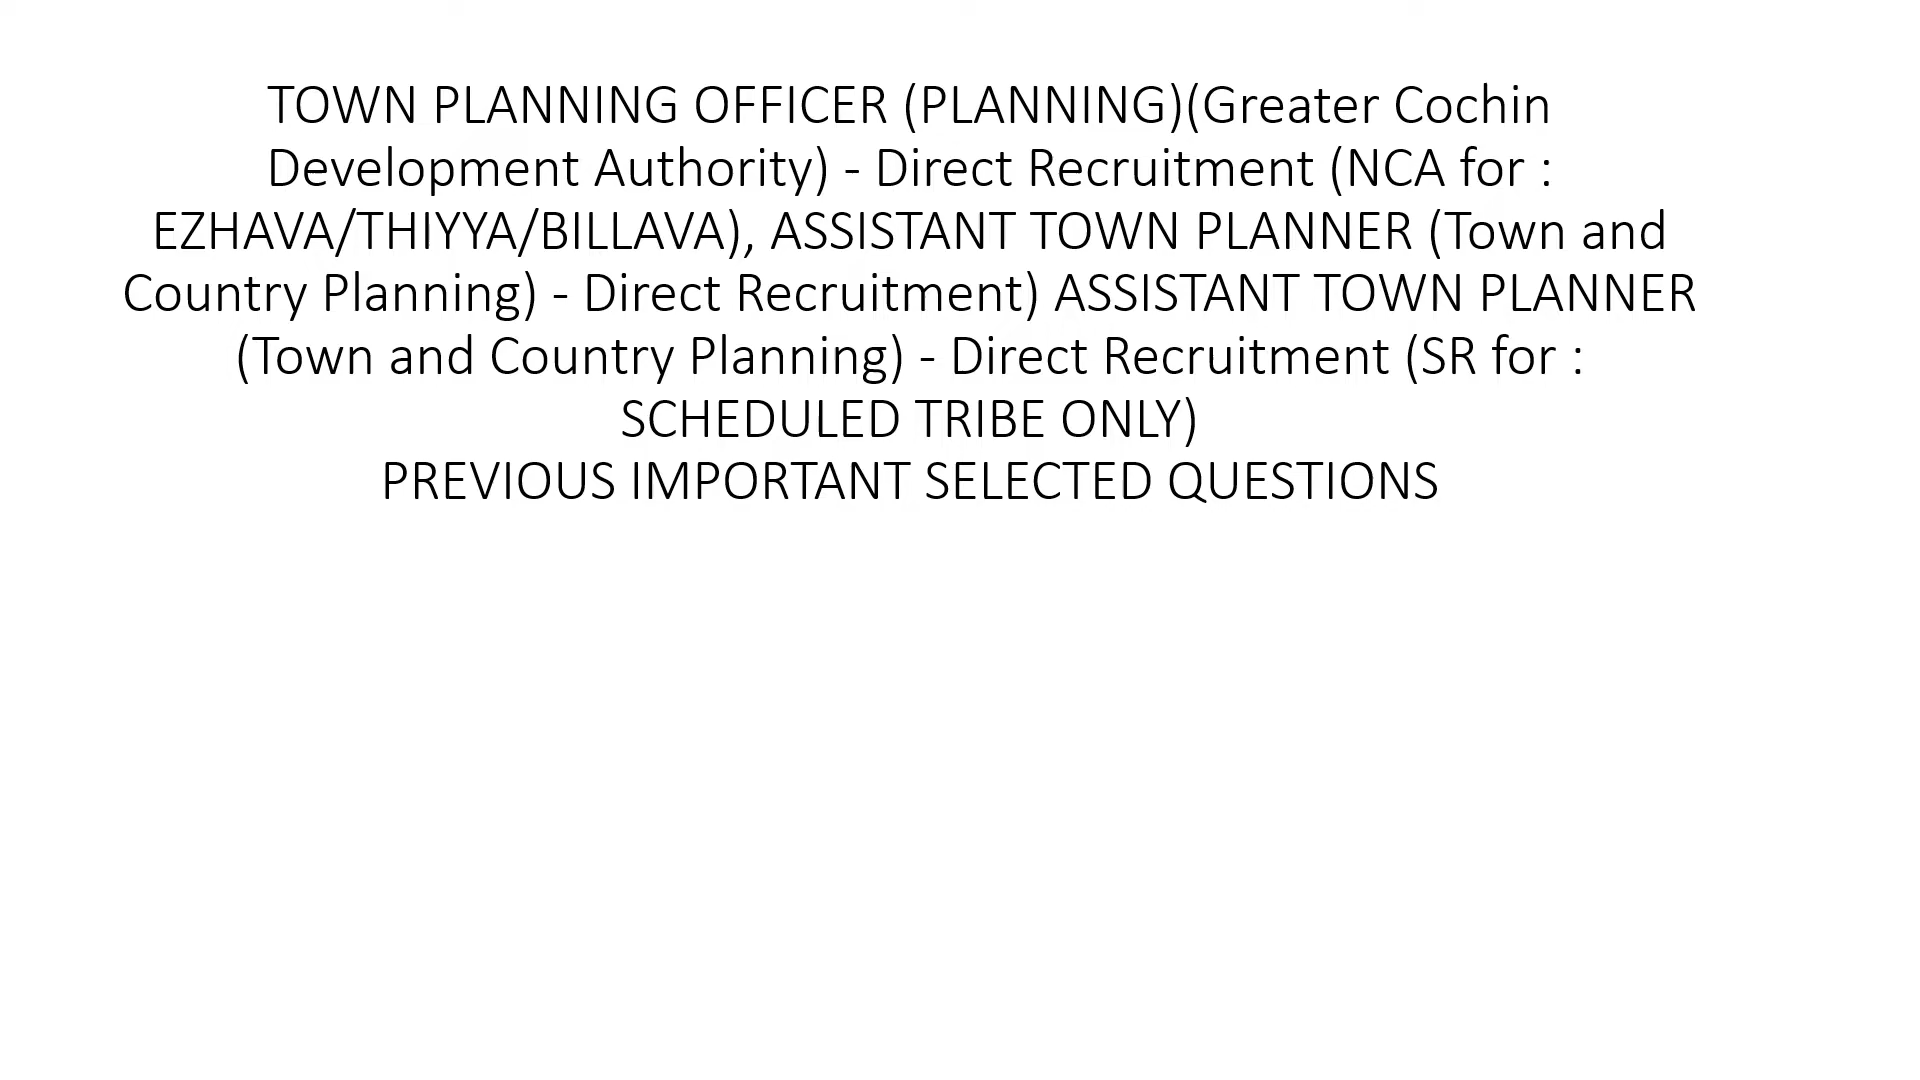 TOWN PLANNING OFFICER (PLANNING)(Greater Cochin
Development Authority) - Direct Recruitment (NCA for :
EZHAVA/THIYYA/BILLAVA), ASSISTANT TOWN PLANNER (Town and
Country Planning) - Direct Recruitment) ASSISTANT TOWN PLANNER
(Town and Country Planning) - Direct Recruitment (SR for :
SCHEDULED TRIBE ONLY)
PREVIOUS IMPORTANT SELECTED QUESTIONS